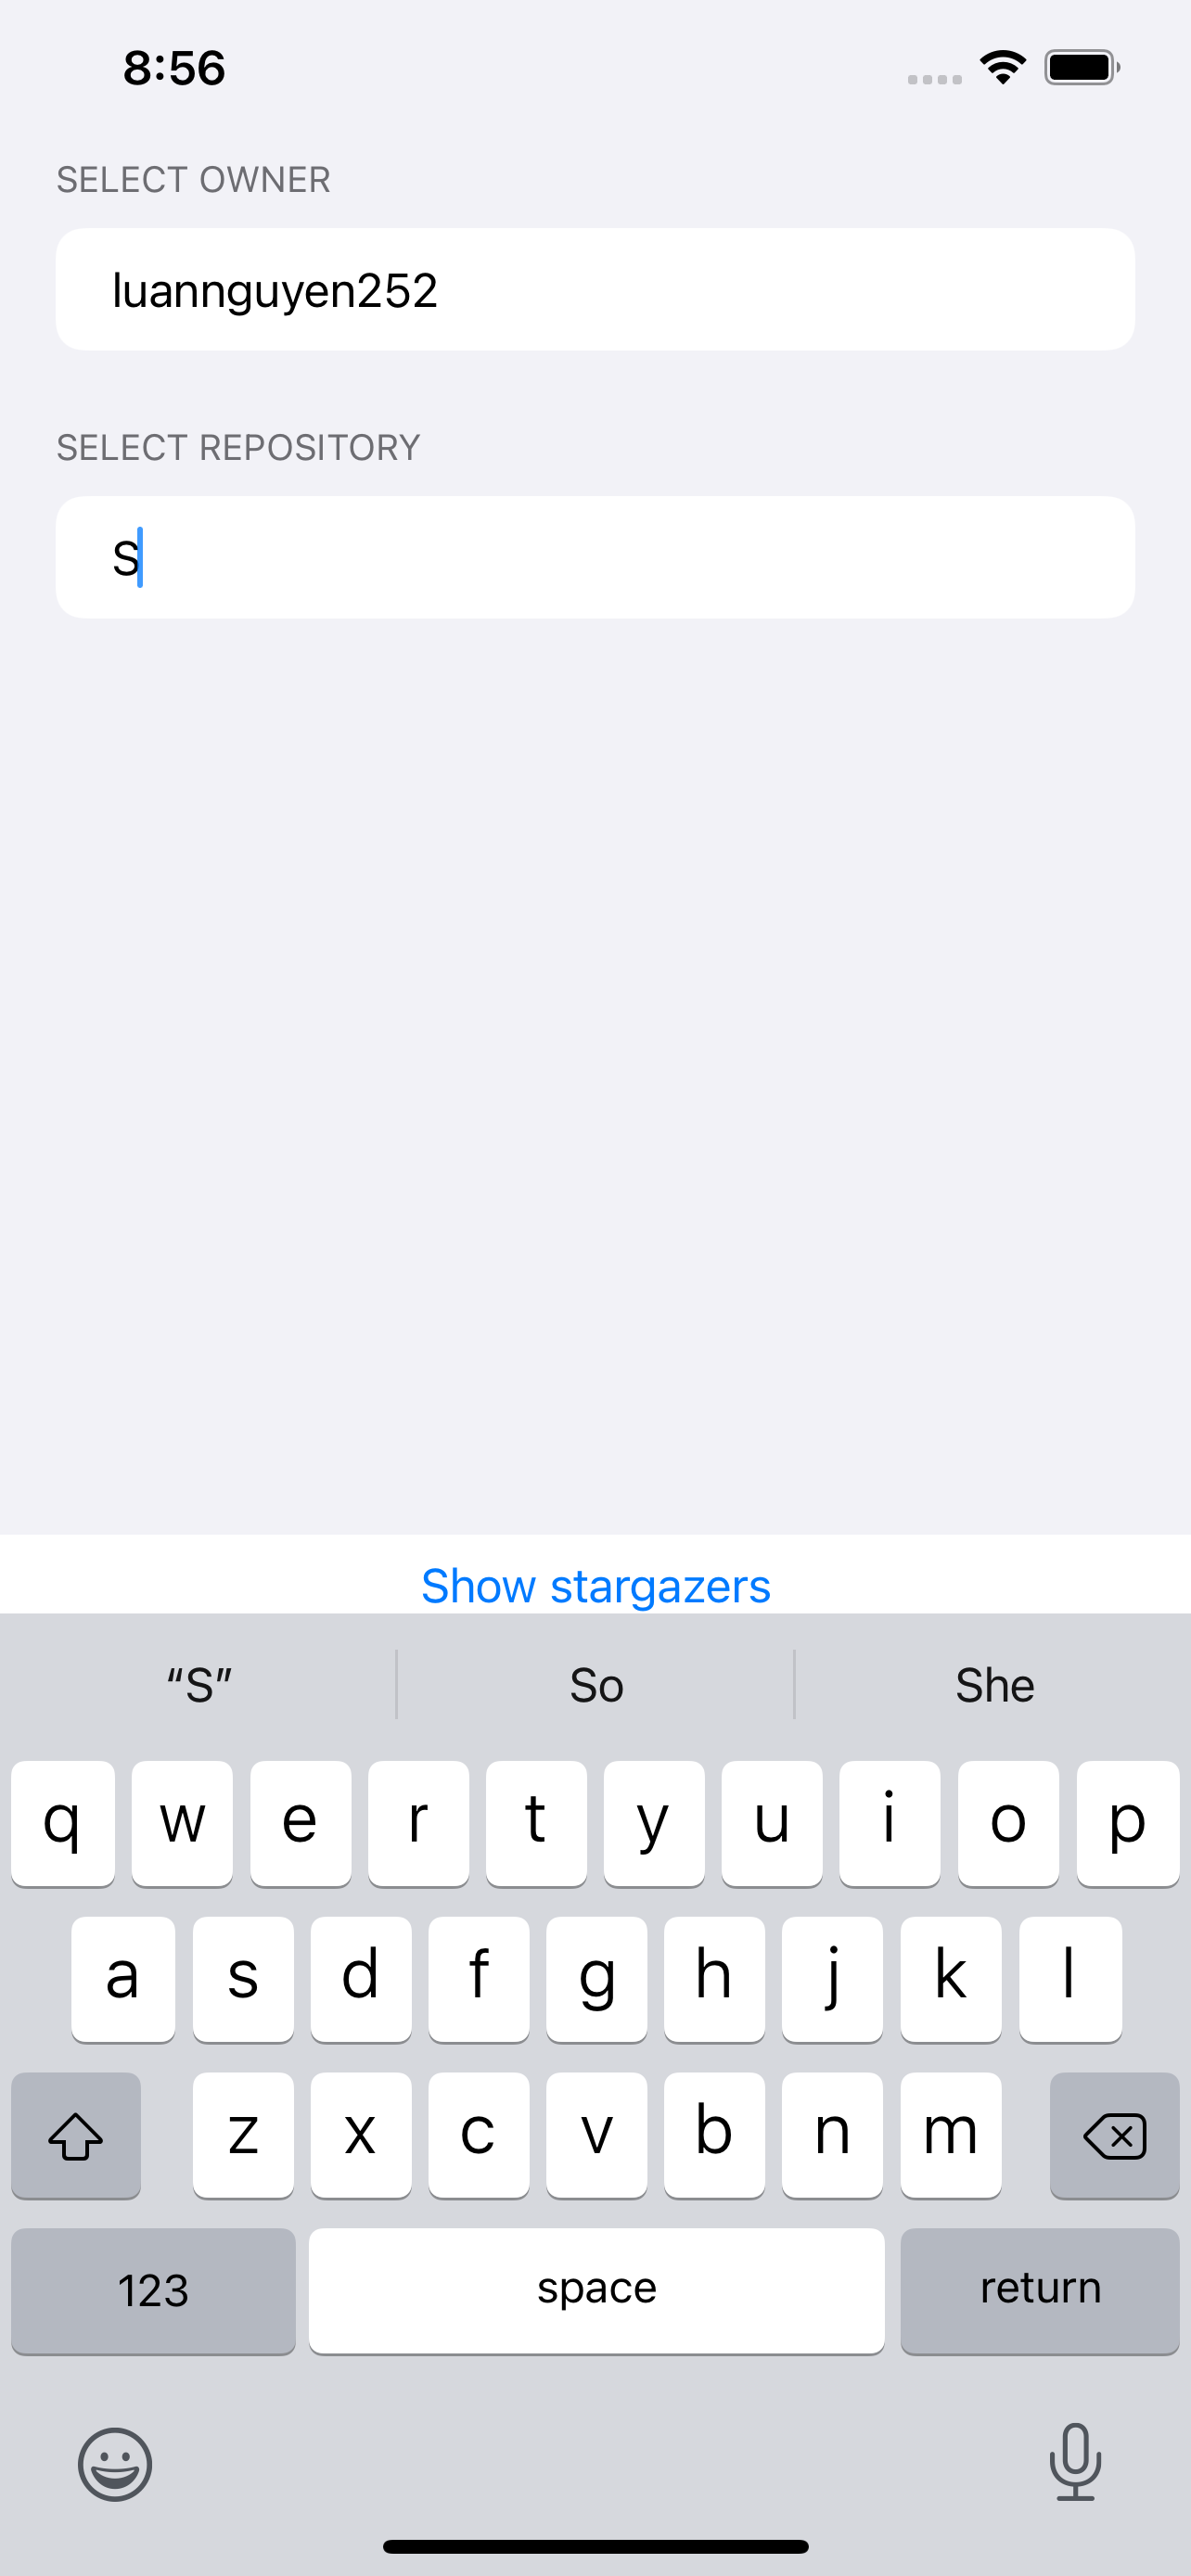 8:56
SELECT OWNER
luannguyen252
SELECT REPOSITORY
S
Show stargazers
“S” So She
q w e r t y u i o p
a s d f g h j k l
z x c v b n m
123 space return